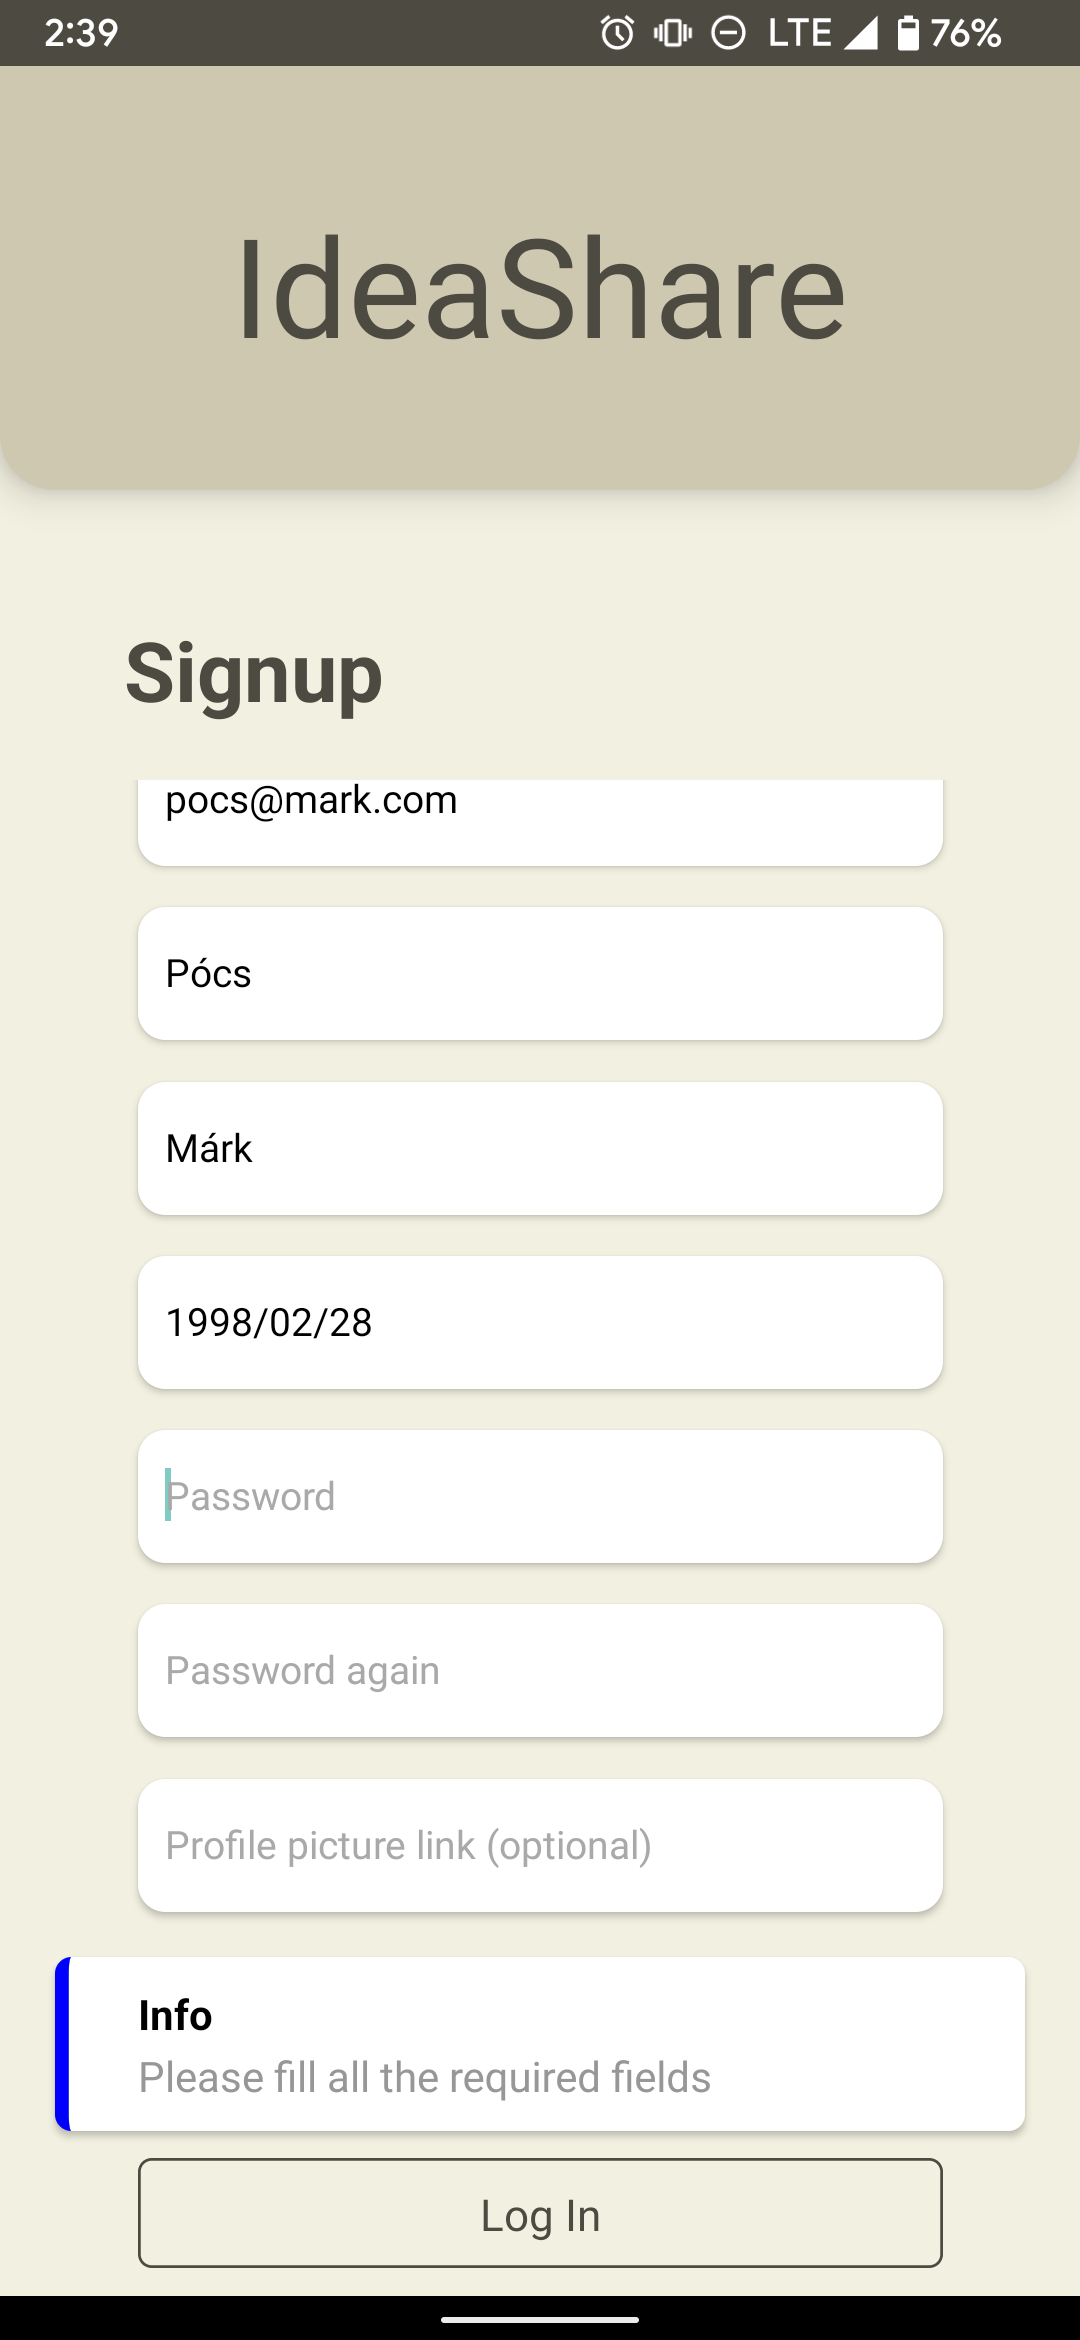 2:39 LTE 76%
IdeaShare
Signup
pocs@mark.com
Pócs
Márk
1998/02/28
Password
Password again
Profile picture link (optional)
Info
Please fill all the required fields
Log In